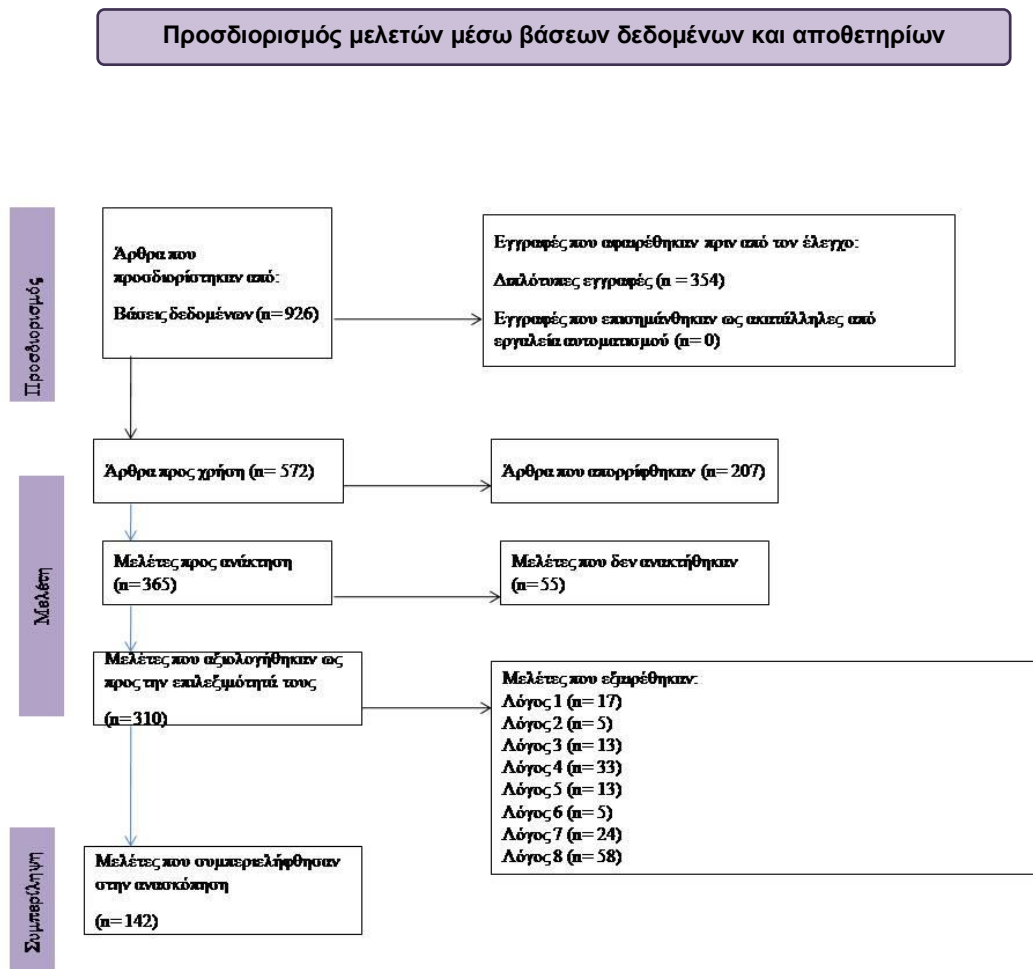 Προσδιορισμός μελετών μέσω βάσεων δεδομένων και αποθετηρίων
Προσδιορισμός
Άρθρα που
προσδιορίστηκαν από:
Βάσεις δεδομένων (n=926)
Εγγραφές που αφαιρέθηκαν πριν από τον έλεγχο:
Διπλότυπες εγγραφές (n = 354)
Εγγραφές που επισημάνθηκαν ως ακατάλληλες από
εργαλεία αυτοματισμού (n= 0)
Μελέτη
Άρθρα προς χρήση (n= 572)
Άρθρα που απορρίφθηκαν (n= 207)
Μελέτες προς ανάκτηση
(n=365)
Μελέτες που δεν ανακτήθηκαν
(n=55)
Μελέτες που αξιολογήθηκαν ως
προς την επιλεξιμότητά τους
(n=310)
Μελέτες που εξαιρέθηκαν:
Λόγος 1 (n= 17)
Λόγος 2 (n= 5)
Λόγος 3 (n= 13)
Λόγος 4 (n= 33)
Λόγος 5 (n= 13)
Λόγος 6 (n= 5)
Λόγος 7 (n= 24)
Λόγος 8 (n= 58)
Συμπερίληψη
Μελέτες που συμπεριελήφθησαν
στην ανασκόπηση
(n= 142)